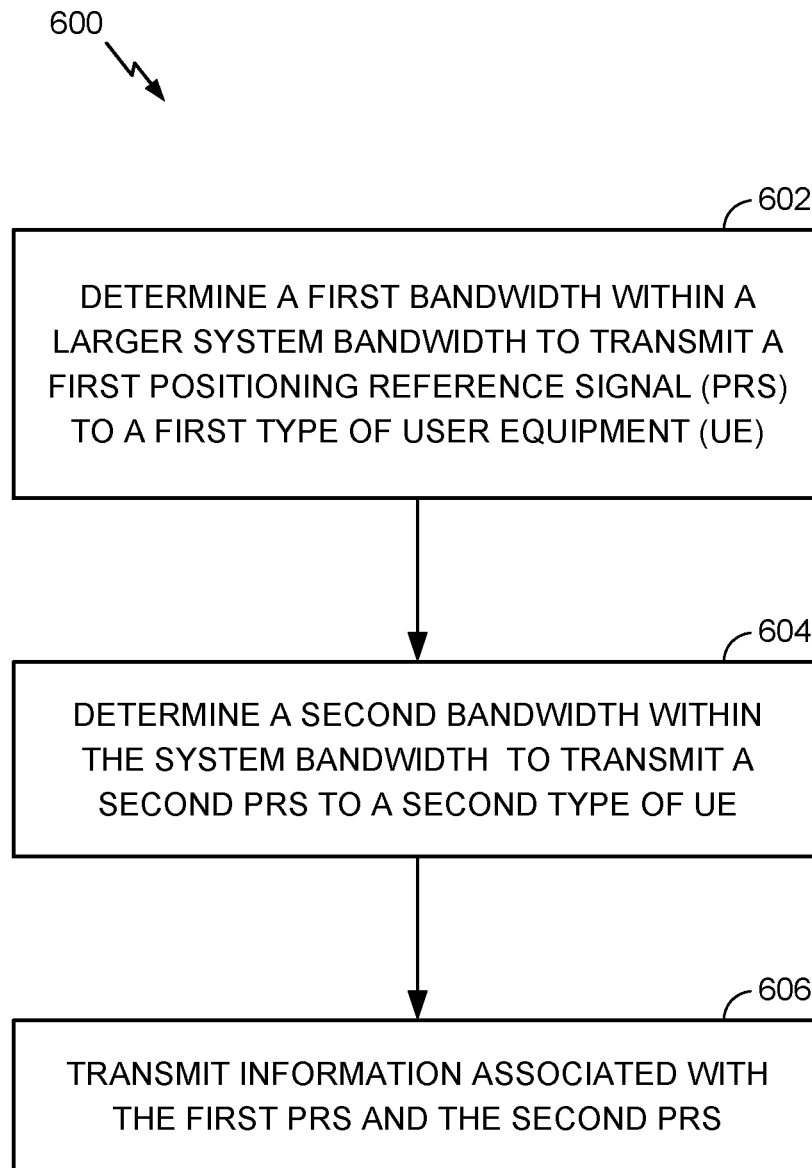 600
602
DETERMINE A FIRST BANDWIDTH WITHIN A
LARGER SYSTEM BANDWIDTH TO TRANSMIT A
FIRST POSITIONING REFERENCE SIGNAL (PRS)
TO A FIRST TYPE OF USER EQUIPMENT (UE)
604
DETERMINE A SECOND BANDWIDTH WITHIN
THE SYSTEM BANDWIDTH TO TRANSMIT A
SECOND PRS TO A SECOND TYPE OF UE
606
TRANSMIT INFORMATION ASSOCIATED WITH
THE FIRST PRS AND THE SECOND PRS